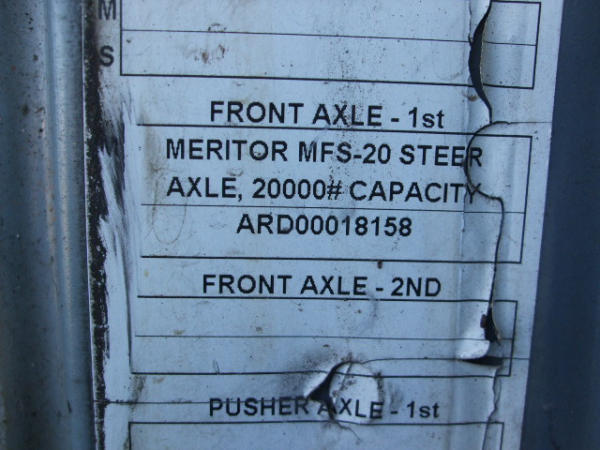 M
S
FRONT AXLE - 1st
M
MERITOR MFS-20 STEER
AXLE, 20000# CAPACITY
ARD00018158
FRONT AXLE - 2ND
PUSHER AXLE - 1st